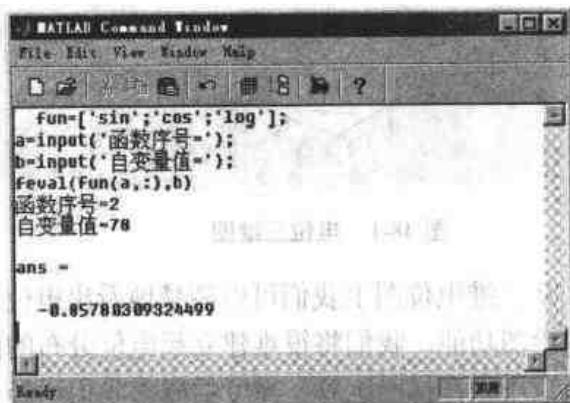 MATLAB Command Window
File Edit View Window Help
fun=['sin';'cos';'log'];
a=input('函数序号=');
b=input('自变量值=');
feval(fun(a,:),b)
函数序号=2
自变量值=78
ans =
-0.85780309324499
Ready